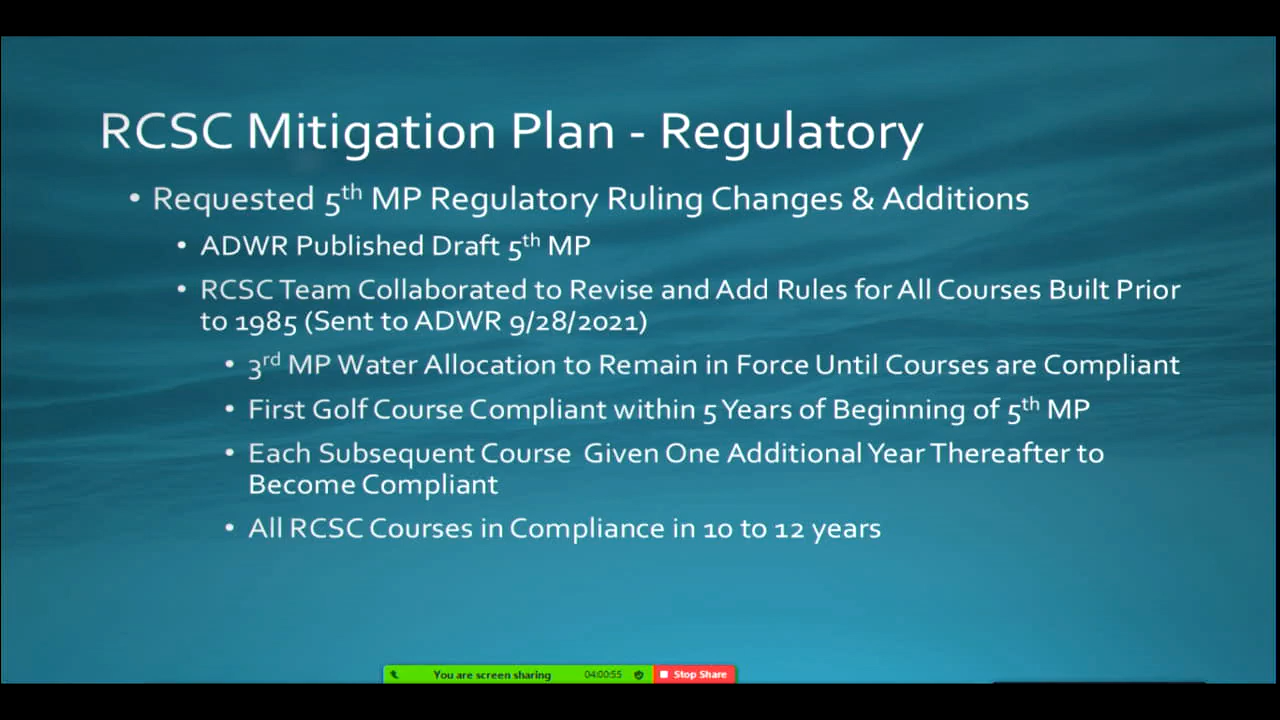 RCSC Mitigation Plan - Regulatory
• Requested 5th MP Regulatory Ruling Changes & Additions
• ADWR Published Draft 5th MP
• RCSC Team Collaborated to Revise and Add Rules for All Courses Built Prior
to 1985 (Sent to ADWR 9/28/2021)
• 3rd MP Water Allocation to Remain in Force Until Courses are Compliant
• First Golf Course Compliant within 5 Years of Beginning of 5th MP
• Each Subsequent Course Given One Additional Year Thereafter to
Become Compliant
• All RCSC Courses in Compliance in 10 to 12 years
You are screen sharing 04:00:55 Stop Share